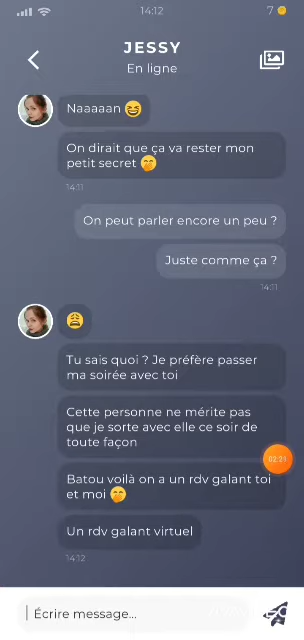 14:12
7
JESSY
En ligne
Naaaaan 😆
On dirait que ça va rester mon
petit secret 🤭
14:11
On peut parler encore un peu ?
Juste comme ça ?
14:11
😩
Tu sais quoi ? Je préfère passer
ma soirée avec toi
Cette personne ne mérite pas
que je sorte avec elle ce soir de
toute façon
02:21
Batou voilà on a un rdv galant toi
et moi 🤭
Un rdv galant virtuel
14:12
Écrire message...